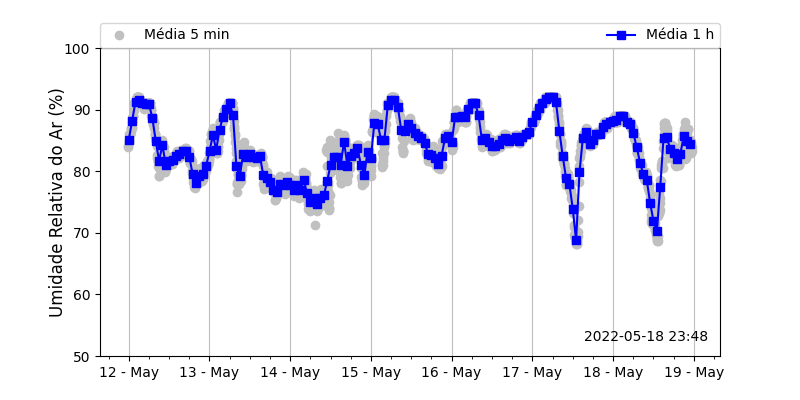 Média 5 min
Média 1 h
Umidade Relativa do Ar (%)
100
90
80
70
60
50
2022-05-18 23:48
12 - May
13 - May
14 - May
15 - May
16 - May
17 - May
18 - May
19 - May